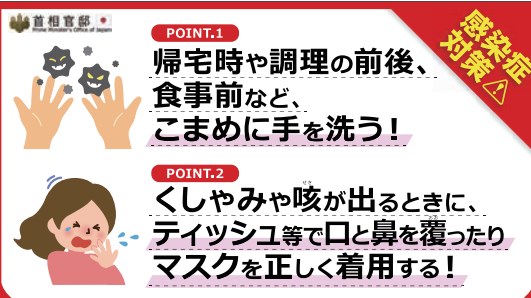 首相官邸
Prime Minister's Office of Japan
感染症
対策
POINT.1
帰宅時や調理の前後、
食事前など、
こまめに手を洗う!
POINT.2
くしゃみや咳が出るときに、
ティッシュ等で口と鼻を覆ったり
マスクを正しく着用する!